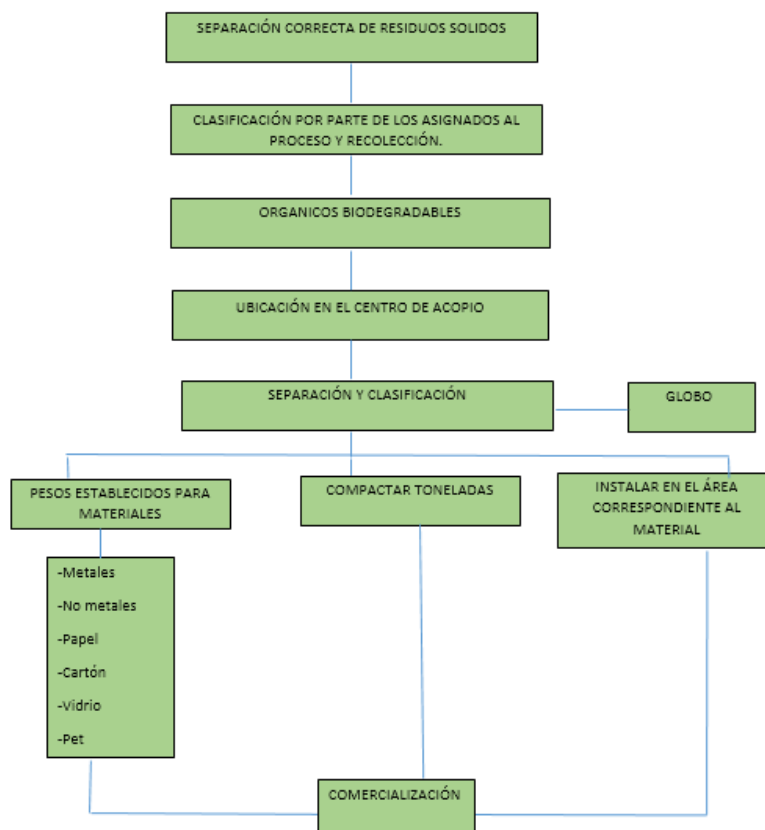 SEPARACIÓN CORRECTA DE RESIDUOS SOLIDOS
CLASIFICACIÓN POR PARTE DE LOS ASIGNADOS AL
PROCESO Y RECOLECCIÓN.
ORGANICOS BIODEGRADABLES
UBICACIÓN EN EL CENTRO DE ACOPIO
SEPARACIÓN Y CLASIFICACIÓN
GLOBO
PESOS ESTABLECIDOS PARA
MATERIALES
COMPACTAR TONELADAS
INSTALAR EN EL ÁREA
CORRESPONDIENTE AL
MATERIAL
-Metales
-No metales
-Papel
-Cartón
-Vidrio
-Pet
COMERCIALIZACIÓN